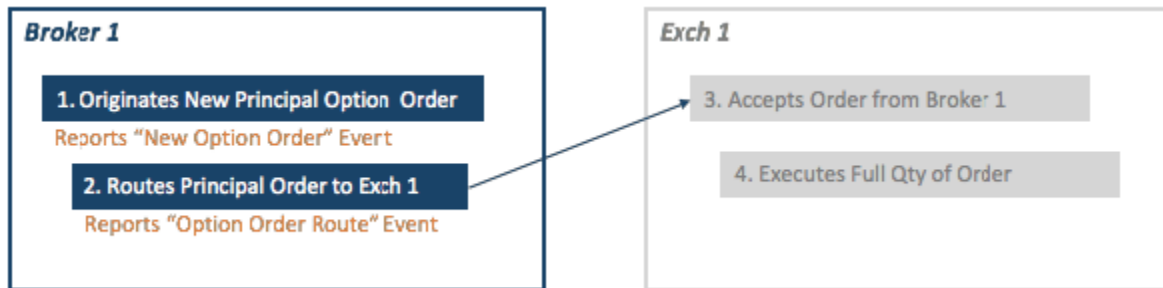 Broker 1
1. Originates New Principal Option Order
Reports "New Option Order" Event
2. Routes Principal Order to Exch 1
Reports "Option Order Route" Event
Exch 1
3. Accepts Order from Broker 1
4. Executes Full Qty of Order